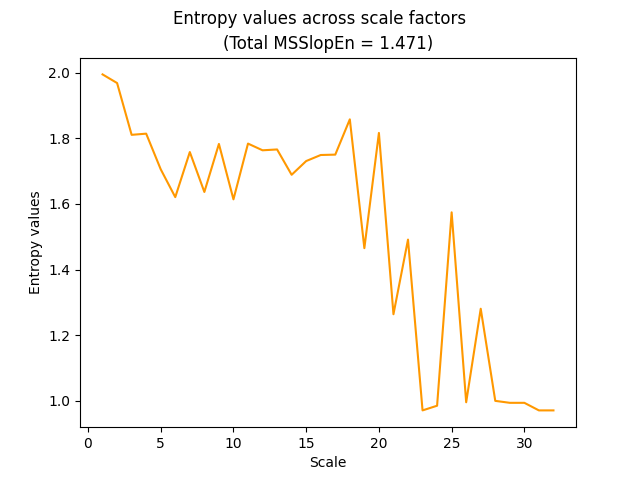 Entropy values across scale factors
(Total MSSlopEn = 1.471)
2.0
1.8
1.6
1.4
1.2
1.0
Entropy values
0 5 10 15 20 25 30
Scale